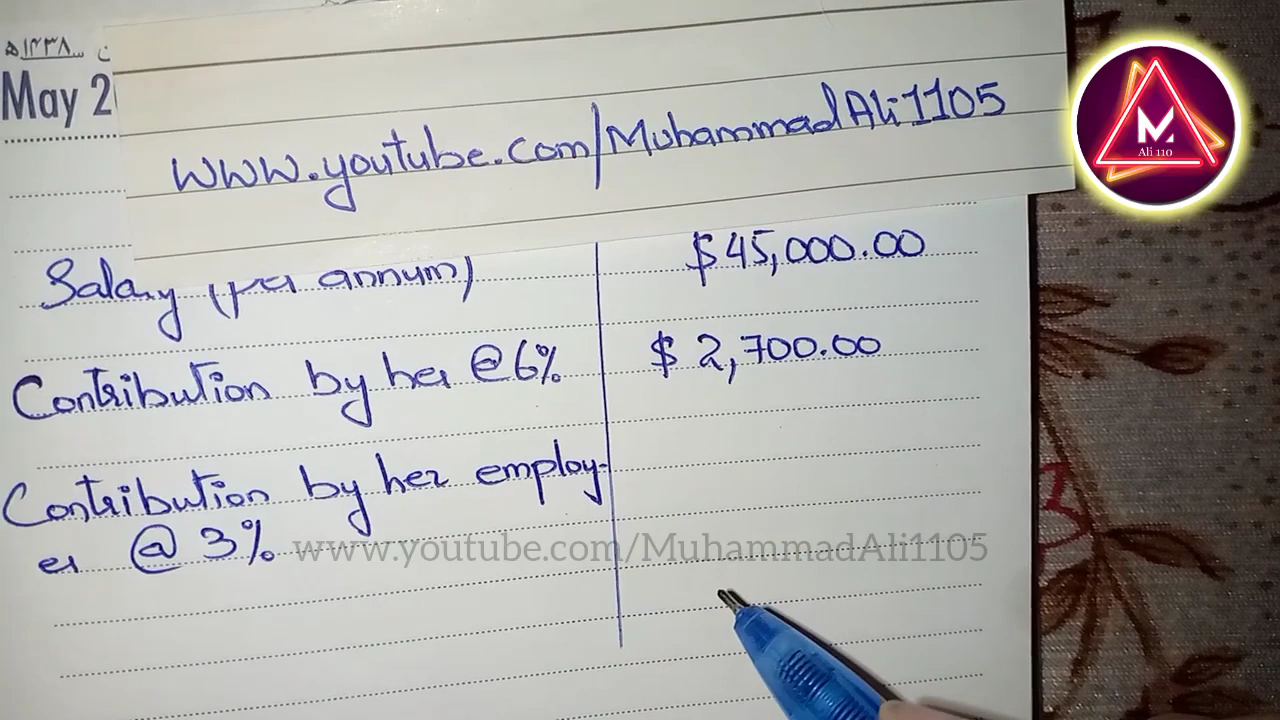 ه ۱۴۳۸
May 2
www.youtube.com/MuhammadAli1105
M
Ali 110
Salary (per annum) $45,000.00
Contribution by her @6% $ 2,700.00
Contribution by her employ-
er @ 3%
www.youtube.com/MuhammadAli1105